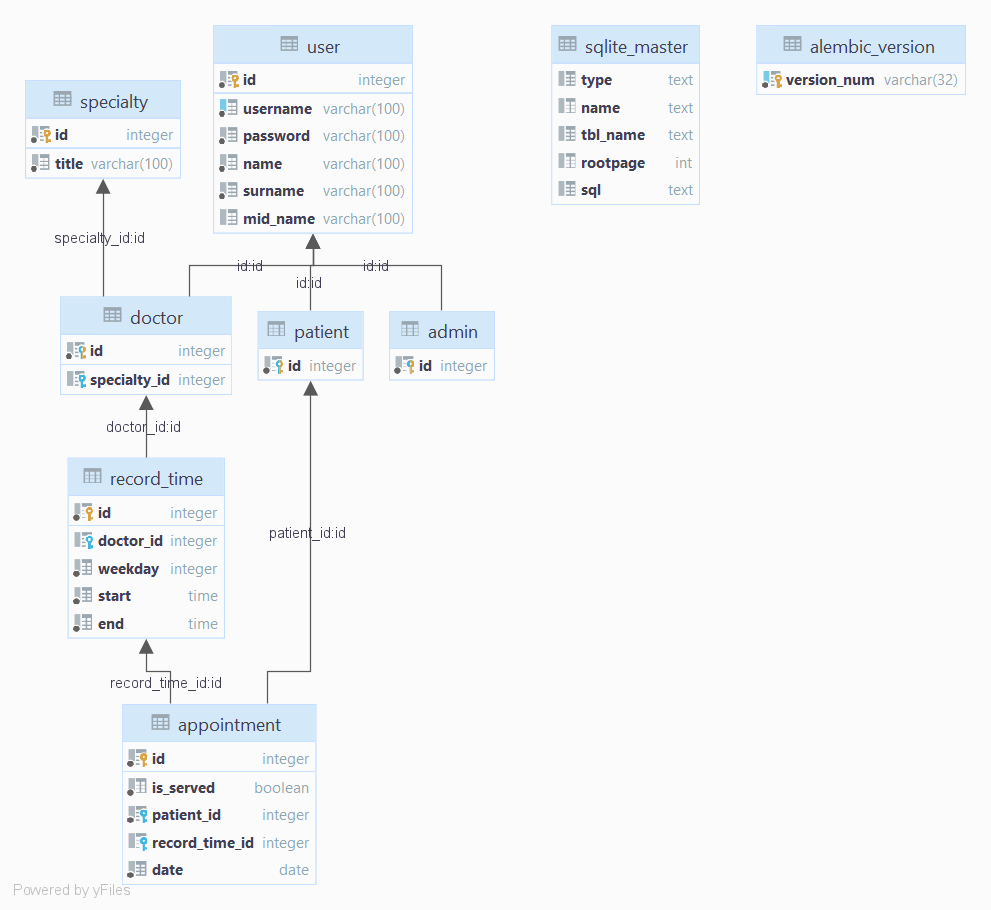 user
id integer
username varchar(100)
password varchar(100)
name varchar(100)
surname varchar(100)
mid_name varchar(100)
sqlite_master
type text
name text
tbl_name text
rootpage int
sql text
alembic_version
version_num varchar(32)
specialty
id integer
title varchar(100)
specialty_id:id
id:id
id:id
id:id
doctor
id integer
specialty_id integer
patient
id integer
admin
id integer
doctor_id:id
record_time
id integer
doctor_id integer
weekday integer
start time
end time
patient_id:id
record_time_id:id
appointment
id integer
is_served boolean
patient_id integer
record_time_id integer
date date
Powered by yFiles